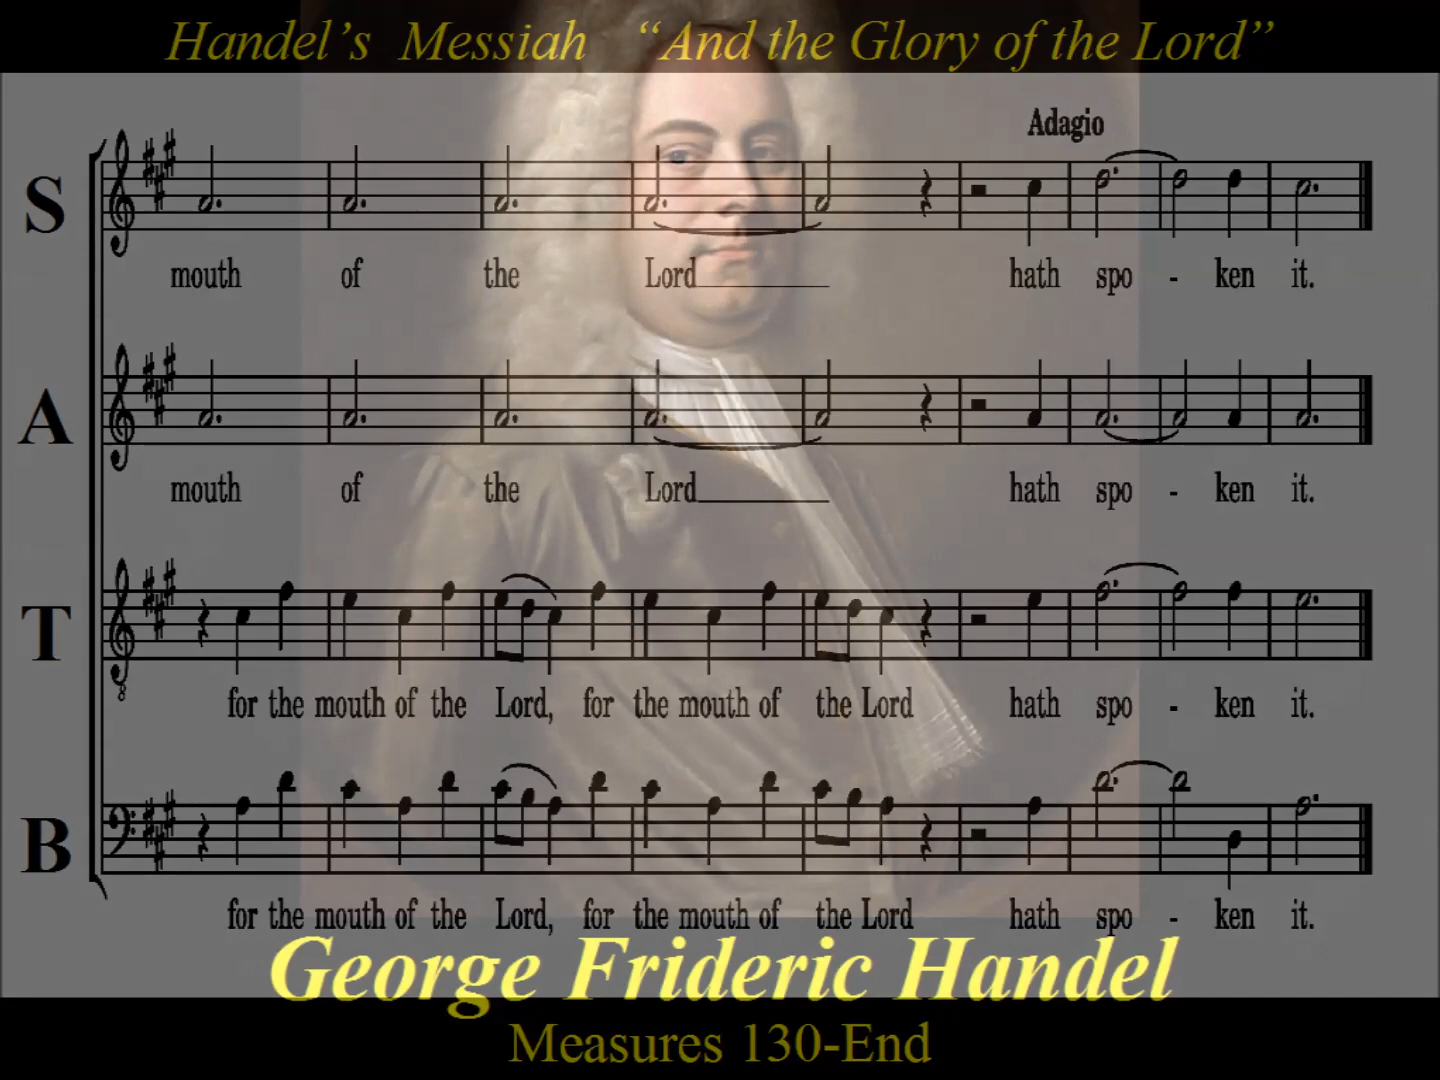 Handel's Messiah "And the Glory of the Lord"
Adagio
S
mouth of the Lord________ hath spo - ken it.
A
mouth of the Lord________ hath spo - ken it.
T
8
for the mouth of the Lord, for the mouth of the Lord hath spo - ken it.
B
for the mouth of the Lord, for the mouth of the Lord hath spo - ken it.
George Frideric Handel
Measures 130-End